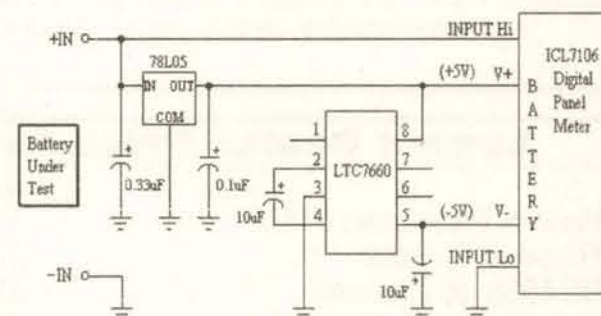 +IN
INPUT Hi
78L05
IN OUT
COM
(+5V) V+
ICL7106
Digital
Panel
Meter
BATTERY
Battery
Under
Test
0.33uF
0.1uF
10uF
1
2
3
4
LTC7660
8
7
6
5
(-5V) V-
INPUT Lo
-IN
10uF